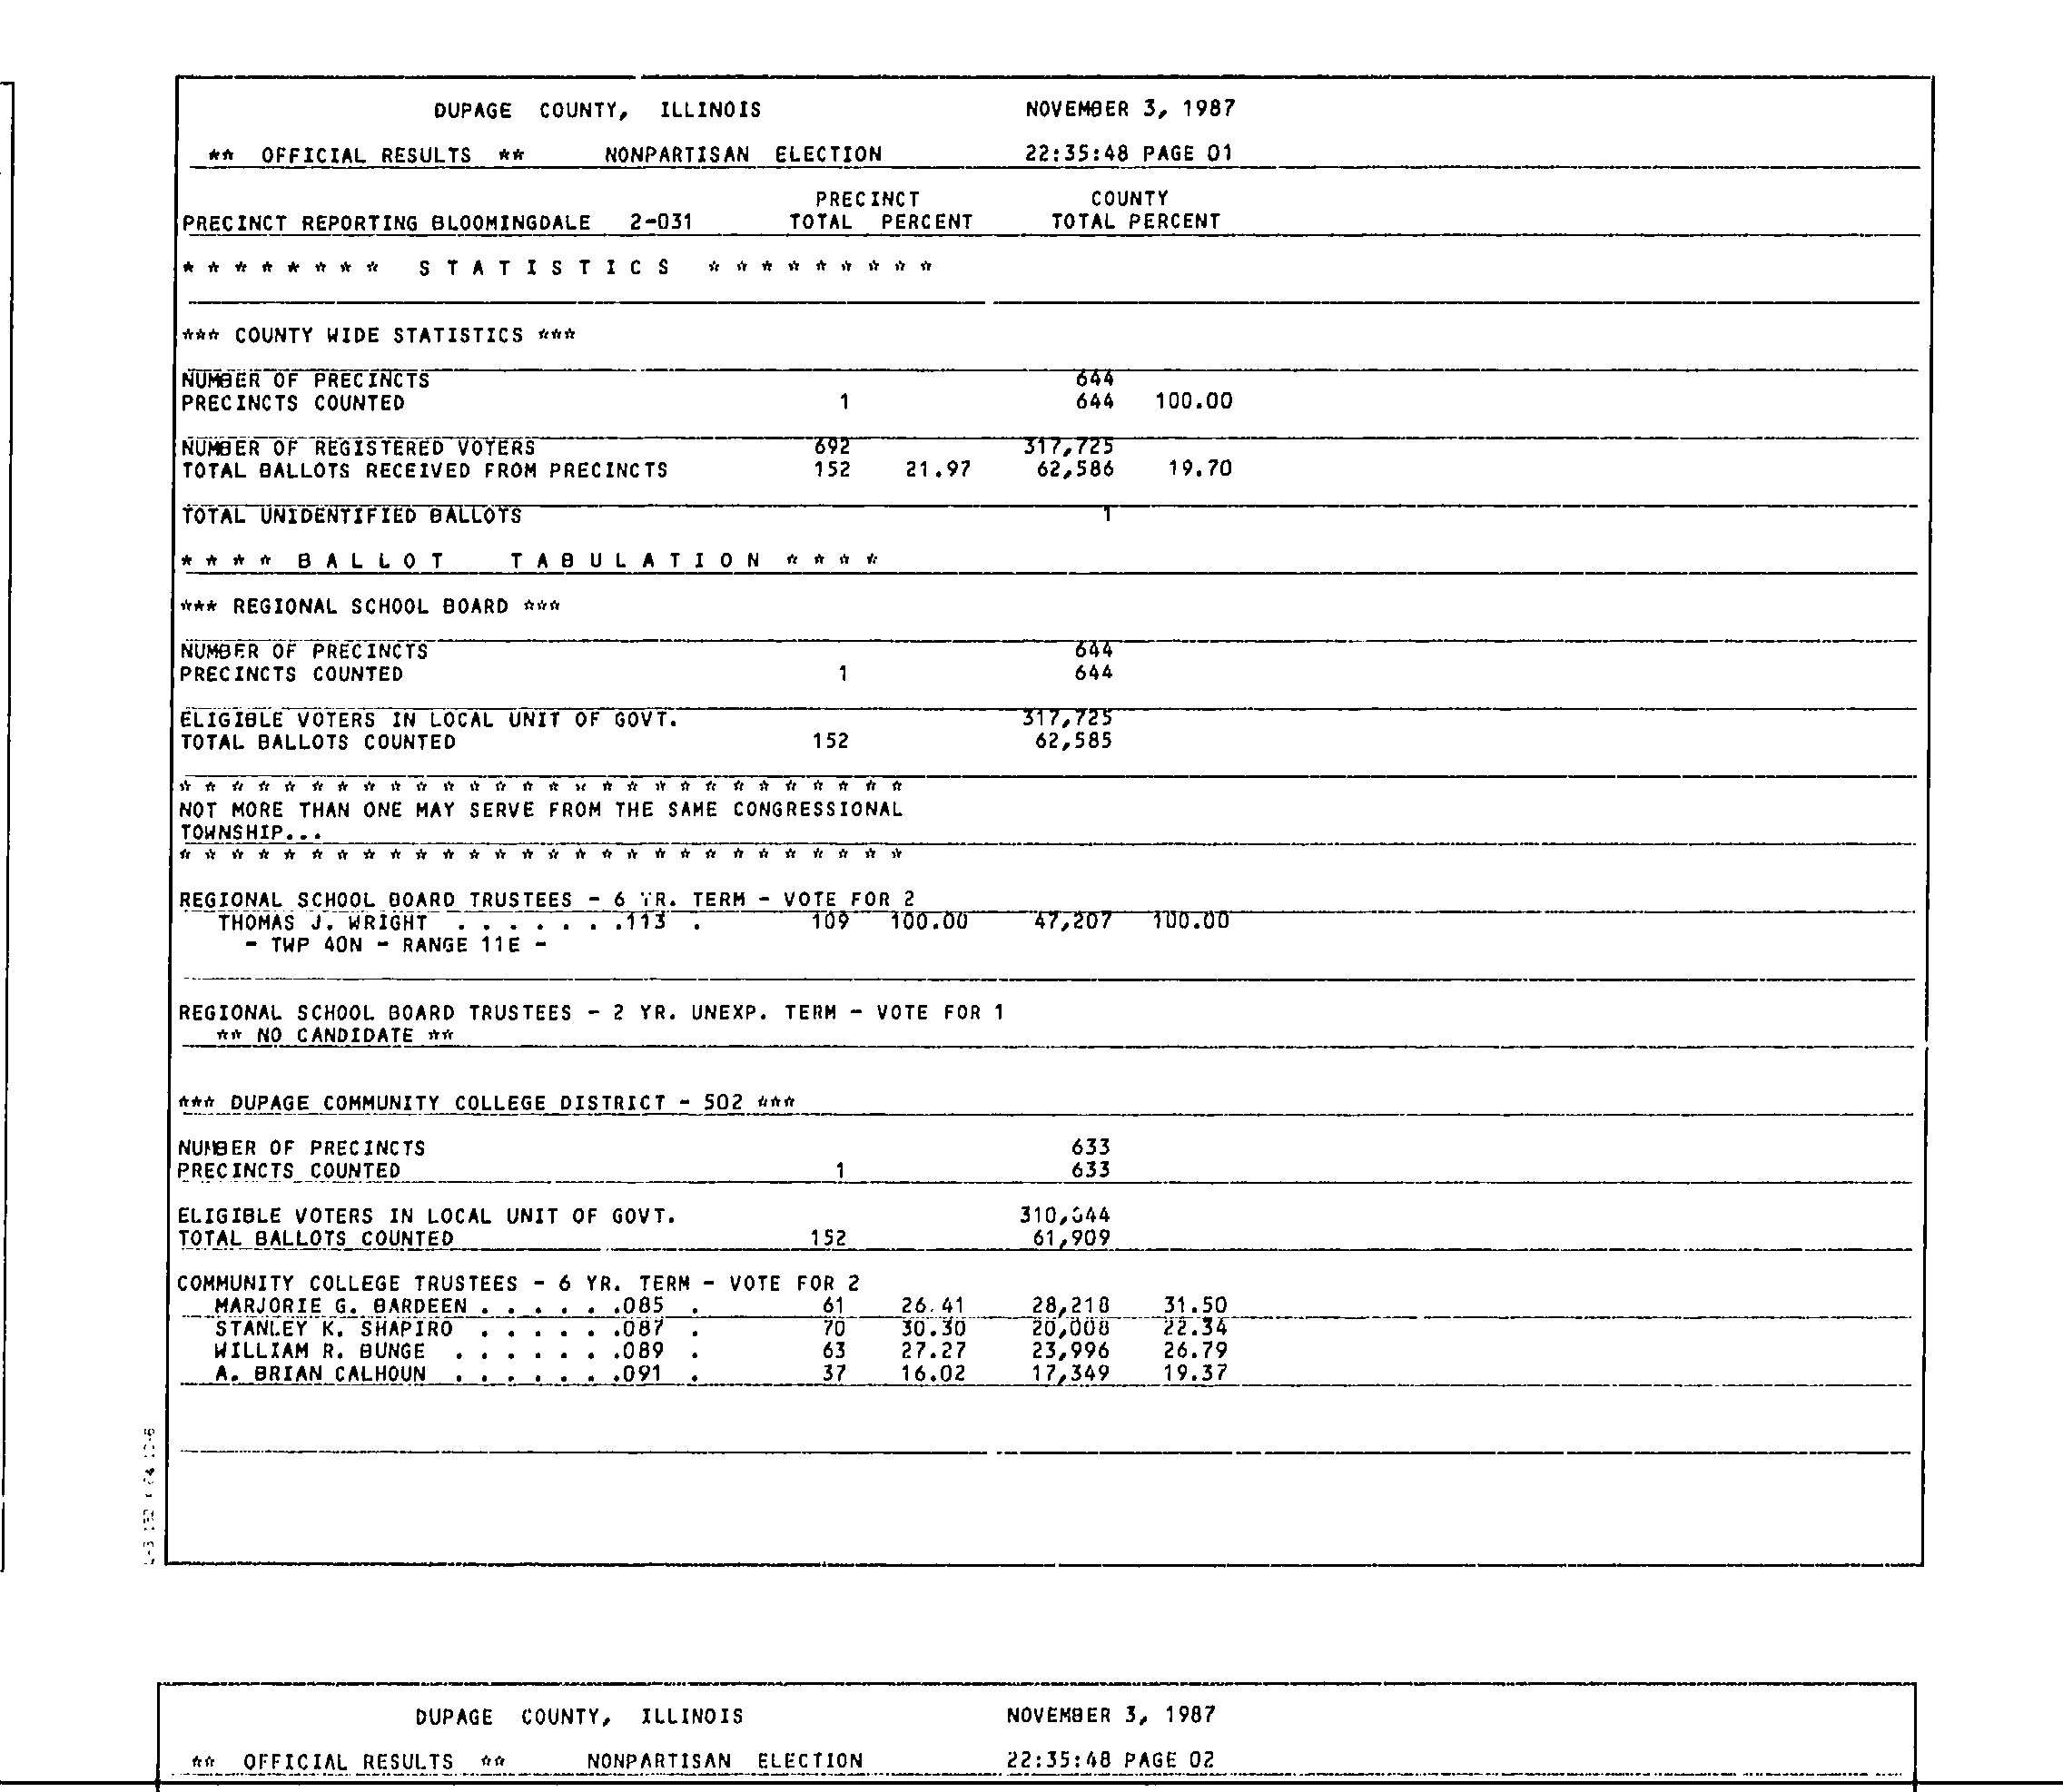 DUPAGE COUNTY, ILLINOIS NOVEMBER 3, 1987
** OFFICIAL RESULTS ** NONPARTISAN ELECTION 22:35:48 PAGE 01
PRECINCT COUNTY
PRECINCT REPORTING BLOOMINGDALE 2-031 TOTAL PERCENT TOTAL PERCENT
* * * * * * * * S T A T I S T I C S * * * * * * * * *
*** COUNTY WIDE STATISTICS ***
NUMBER OF PRECINCTS 644
PRECINCTS COUNTED 1 644 100.00
NUMBER OF REGISTERED VOTERS 692 317,725
TOTAL BALLOTS RECEIVED FROM PRECINCTS 152 21.97 62,586 19.70
TOTAL UNIDENTIFIED BALLOTS 1
* * * * B A L L O T T A B U L A T I O N * * * *
*** REGIONAL SCHOOL BOARD ***
NUMBER OF PRECINCTS 644
PRECINCTS COUNTED 1 644
ELIGIBLE VOTERS IN LOCAL UNIT OF GOVT. 317,725
TOTAL BALLOTS COUNTED 152 62,585
* * * * * * * * * * * * * * * * * * * * * * * * * * * *
NOT MORE THAN ONE MAY SERVE FROM THE SAME CONGRESSIONAL
TOWNSHIP...
* * * * * * * * * * * * * * * * * * * * * * * * * * * *
REGIONAL SCHOOL BOARD TRUSTEES - 6 YR. TERM - VOTE FOR 2
THOMAS J. WRIGHT . . . . . . .113 . 109 100.00 47,207 100.00
- TWP 40N - RANGE 11E -
REGIONAL SCHOOL BOARD TRUSTEES - 2 YR. UNEXP. TERM - VOTE FOR 1
** NO CANDIDATE **
*** DUPAGE COMMUNITY COLLEGE DISTRICT - 502 ***
NUMBER OF PRECINCTS 633
PRECINCTS COUNTED 1 633
ELIGIBLE VOTERS IN LOCAL UNIT OF GOVT.
TOTAL BALLOTS COUNTED 152 61,909
COMMUNITY COLLEGE TRUSTEES - 6 YR. TERM - VOTE FOR 2
MARJORIE G. BARDEEN . . . . . .085 . 61 26.41 28,218 31.50
STANLEY K. SHAPIRO . . . . . .087 . 70 30.30 20,008 22.34
WILLIAM R. BUNGE . . . . . . .089 . 63 27.27 23,996 26.79
A. BRIAN CALHOUN . . . . . . .091 . 37 16.02 17,349 19.37
DUPAGE COUNTY, ILLINOIS NOVEMBER 3, 1987
** OFFICIAL RESULTS ** NONPARTISAN ELECTION 22:35:48 PAGE 02